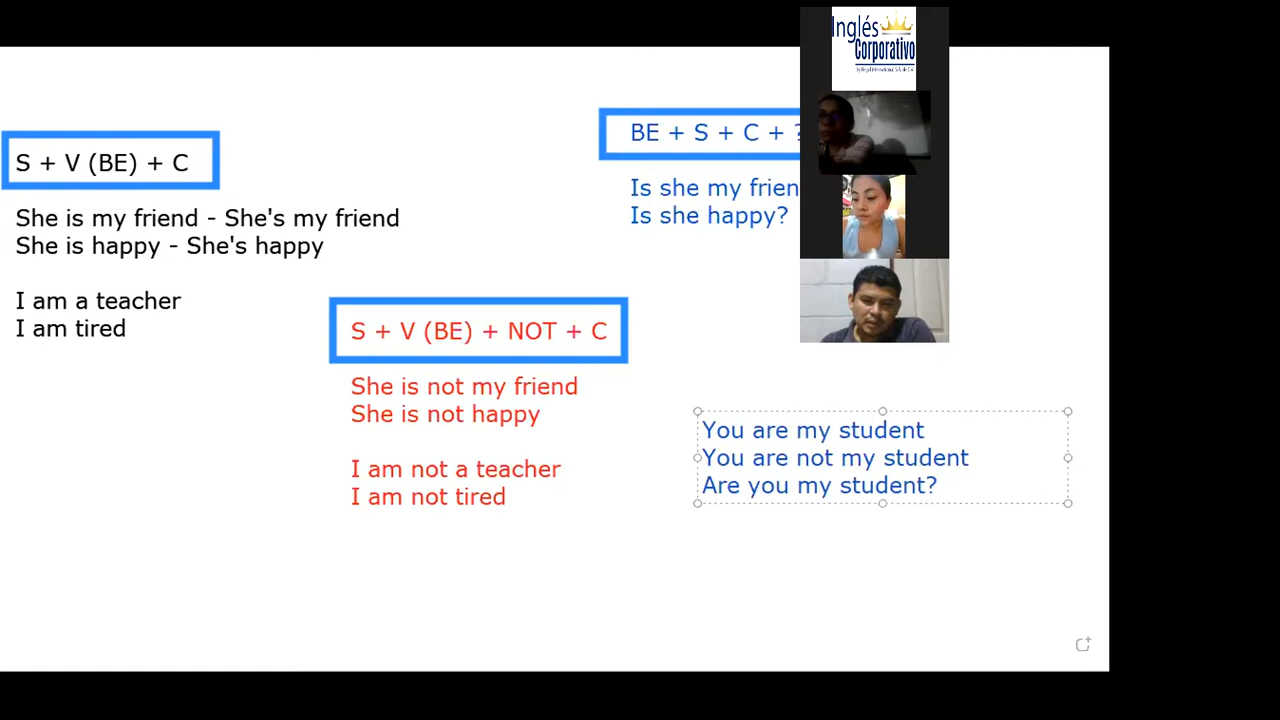 Inglés
Corporativo
S + V (BE) + C
She is my friend - She's my friend
She is happy - She's happy
I am a teacher
I am tired
S + V (BE) + NOT + C
She is not my friend
She is not happy
I am not a teacher
I am not tired
BE + S + C +
Is she my
Is she happy?
You are my student
You are not my student
Are you my student?